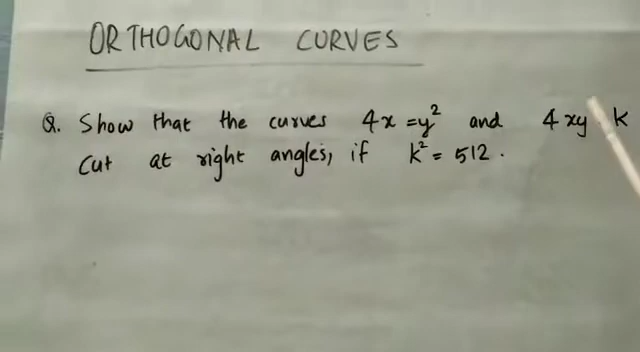 ORTHOGONAL CURVES
Q. Show that the curves 4x = y² and 4xy k
cut at right angles, if k² = 512.